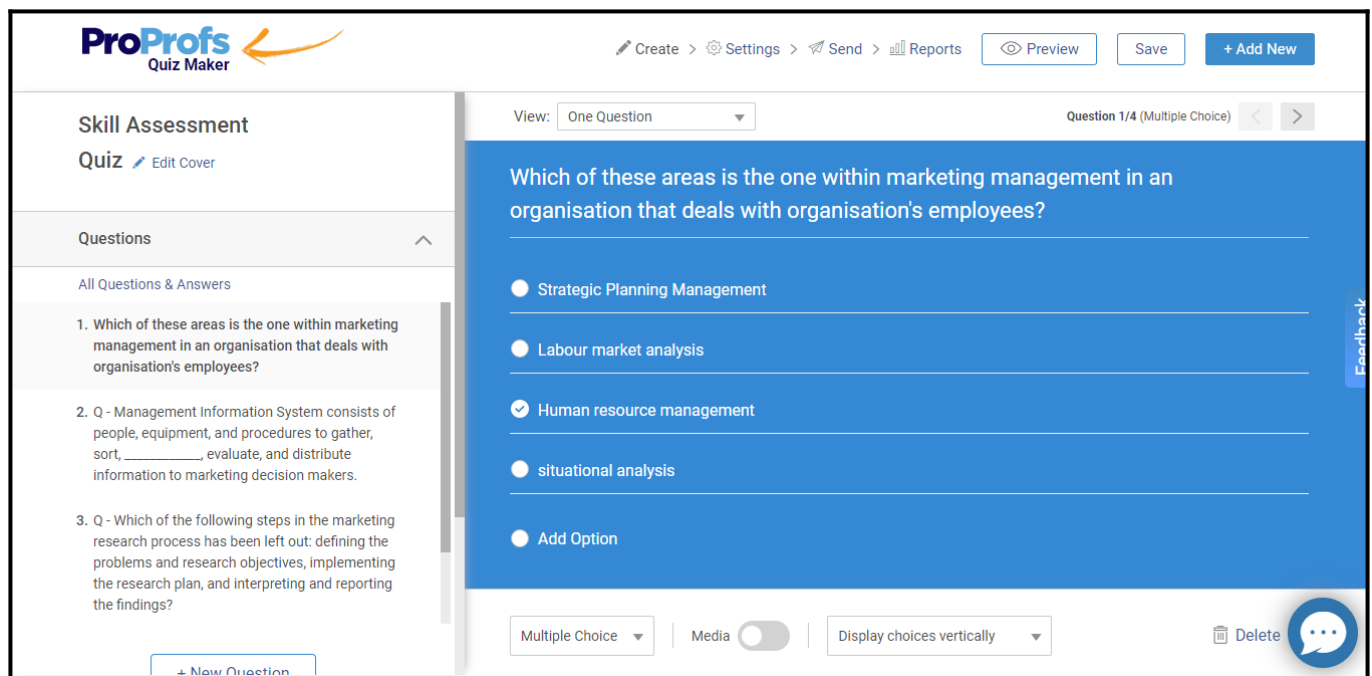 ProProfs
Quiz Maker
Create > Settings > Send > Reports
Preview
Save
+ Add New
Skill Assessment
Quiz Edit Cover
Questions
All Questions & Answers
1. Which of these areas is the one within marketing
management in an organisation that deals with
organisation's employees?
2. Q - Management Information System consists of
people, equipment, and procedures to gather,
sort, ____________, evaluate, and distribute
information to marketing decision makers.
3. Q - Which of the following steps in the marketing
research process has been left out: defining the
problems and research objectives, implementing
the research plan, and interpreting and reporting
the findings?
+ New Question
View: One Question
Question 1/4 (Multiple Choice)
Which of these areas is the one within marketing management in an
organisation that deals with organisation's employees?
Strategic Planning Management
Labour market analysis
Human resource management
situational analysis
Add Option
Multiple Choice
Media
Display choices vertically
Delete
Feedback